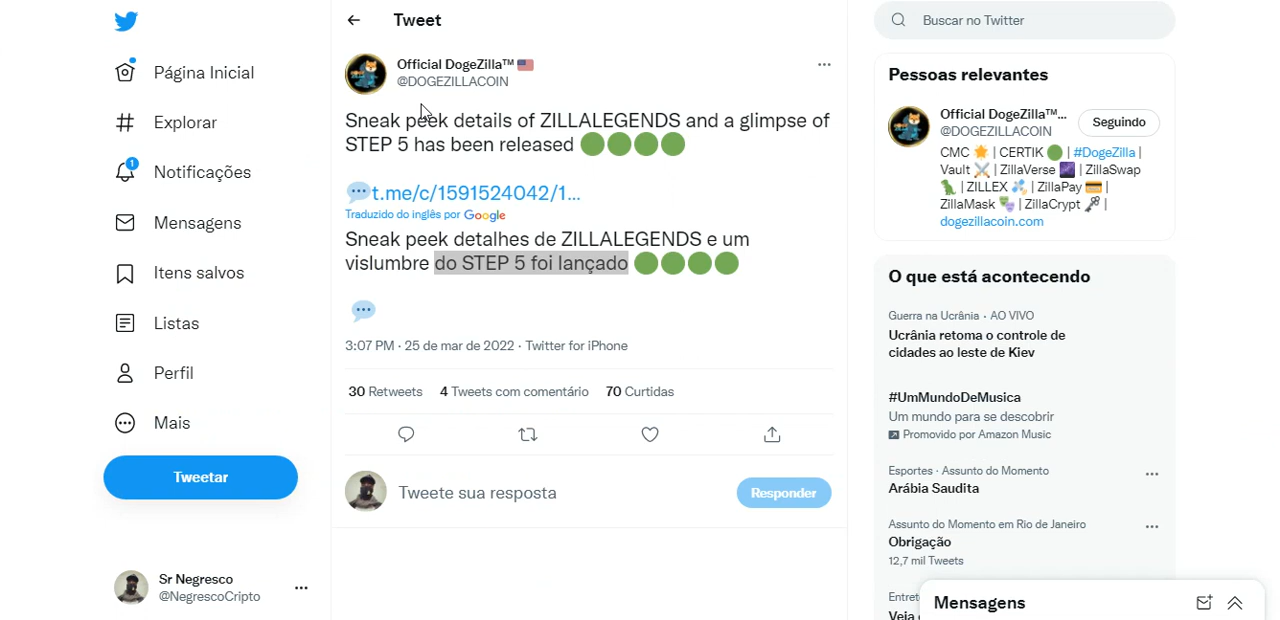 Página Inicial
Explorar
1
Notificações
Mensagens
Itens salvos
Listas
Perfil
Mais
Tweetar
Sr Negresco
@NegrescoCripto
Tweet
Official DogeZilla™ 🇺🇸
@DOGEZILLACOIN
Sneak peek details of ZILLALEGENDS and a glimpse of
STEP 5 has been released 🟢🟢🟢🟢
💬t.me/c/1591524042/1...
Traduzido do inglês por Google
Sneak peek detalhes de ZILLALEGENDS e um
vislumbre do STEP 5 foi lançado 🟢🟢🟢🟢
💬
3:07 PM · 25 de mar de 2022 · Twitter for iPhone
30 Retweets 4 Tweets com comentário 70 Curtidas
Tweete sua resposta
Responder
Buscar no Twitter
Pessoas relevantes
Official DogeZilla™...
@DOGEZILLACOIN
Seguindo
CMC ☀️ | CERTIK 🟢 | #DogeZilla |
Vault ⚔️ | ZillaVerse 🌌 | ZillaSwap
🦖 | ZILLEX 💸 | ZillaPay 💳 |
ZillaMask 🎭 | ZillaCrypt 🗝️ |
dogezillacoin.com
O que está acontecendo
Guerra na Ucrânia · AO VIVO
Ucrânia retoma o controle de
cidades ao leste de Kiev
#UmMundoDeMusica
Um mundo para se descobrir
Promovido por Amazon Music
Esportes · Assunto do Momento
Arábia Saudita
Assunto do Momento em Rio de Janeiro
Obrigação
12,7 mil Tweets
Mensagens